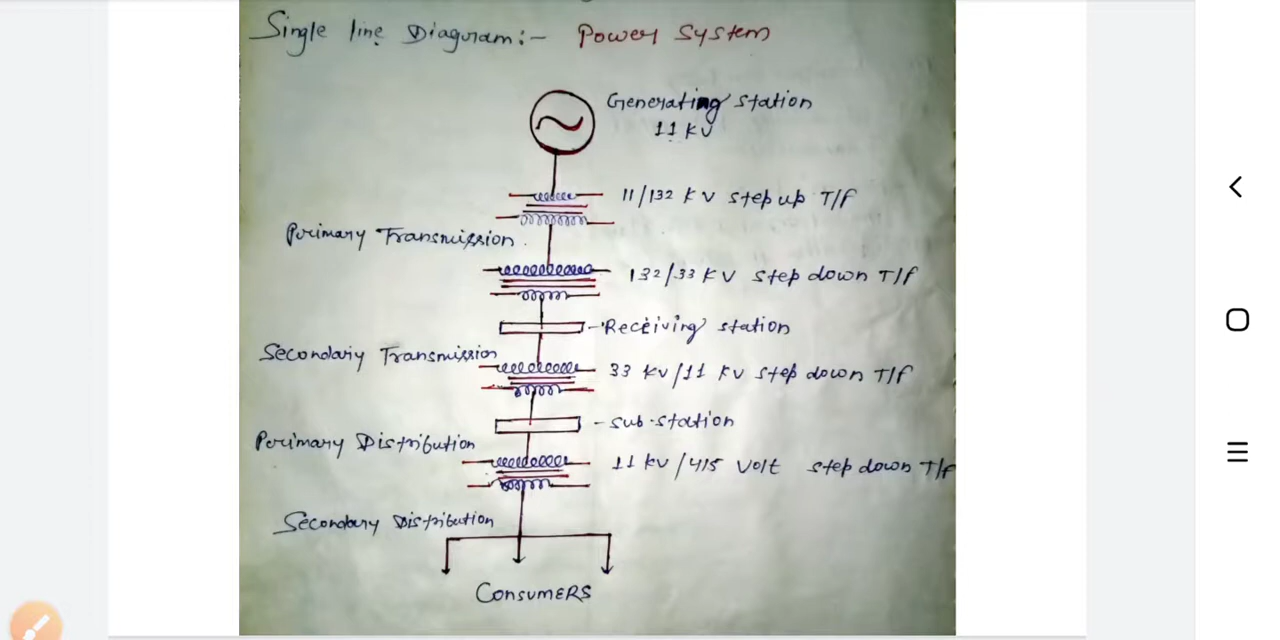 Single line Diagram:- Power System
Generating station
11 KV
11/132 KV step up T/f
Primary Transmission
132/33 KV step down T/f
Receiving station
Secondary Transmission
33 KV/11 KV step down T/f
Sub-station
Primary Distribution
11 KV/415 Volt step down T/f
Secondary Distribution
CONSUMERS